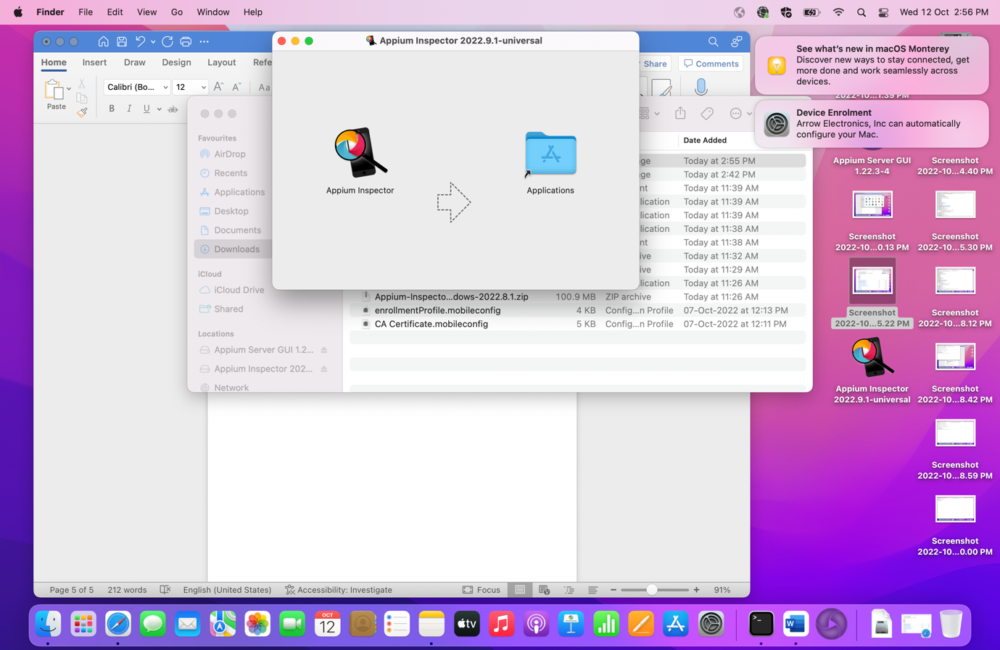 Finder File Edit View Go Window Help
Wed 12 Oct 2:56 PM
Appium Inspector 2022.9.1-universal
Home Insert Draw Design Layout Refe
Share Comments
Paste
Calibri (Bo... 12 Aa
B I U ab
Appium Inspector
Applications
See what's new in macOS Monterey
Discover new ways to stay connected, get
more done and work seamlessly across
devices.
2022-10...1.39 PM
Device Enrolment
Arrow Electronics, Inc can automatically
configure your Mac.
Favourites
AirDrop
Recents
Applications
Desktop
Documents
Downloads
iCloud
iCloud Drive
Shared
Locations
Appium Server GUI 1.2...
Appium Inspector 202...
Network
Date Added
ge Today at 2:55 PM
ge Today at 2:42 PM
nt Today at 11:39 AM
lication Today at 11:39 AM
lication Today at 11:39 AM
lication Today at 11:38 AM
nt Today at 11:38 AM
ive Today at 11:32 AM
ive Today at 11:29 AM
lication Today at 11:26 AM
Appium-Inspecto...dows-2022.8.1.zip 100.9 MB ZIP archive Today at 11:26 AM
enrollmentProfile.mobileconfig 4 KB Config...n Profile 07-Oct-2022 at 12:13 PM
CA Certificate.mobileconfig 5 KB Config...n Profile 07-Oct-2022 at 12:11 PM
Appium Server GUI
1.22.3-4
Screenshot
2022-10...4.40 PM
Screenshot
2022-10...0.13 PM
Screenshot
2022-10...5.30 PM
Screenshot
2022-10...5.22 PM
Screenshot
2022-10...8.12 PM
Appium Inspector
2022.9.1-universal
Screenshot
2022-10...8.42 PM
Screenshot
2022-10...8.59 PM
Screenshot
2022-10...0.00 PM
Page 5 of 5 212 words English (United States) Accessibility: Investigate Focus 91%
OCT
12
tv
W